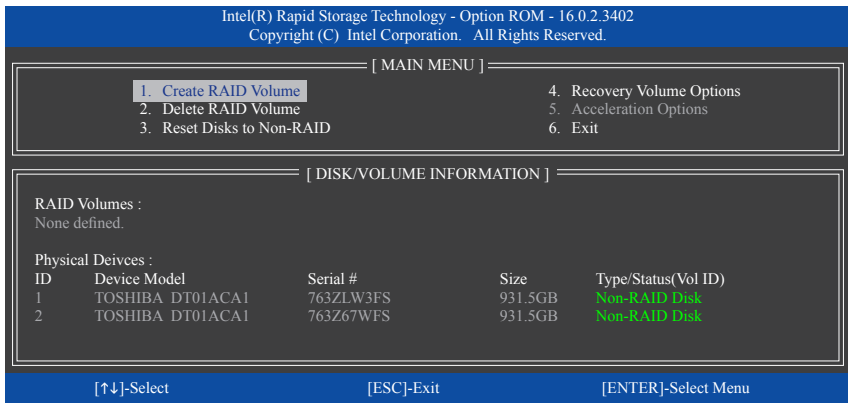 Intel(R) Rapid Storage Technology - Option ROM - 16.0.2.3402
Copyright (C) Intel Corporation. All Rights Reserved.
[ MAIN MENU ]
1. Create RAID Volume
2. Delete RAID Volume
3. Reset Disks to Non-RAID
4. Recovery Volume Options
5. Acceleration Options
6. Exit
[ DISK/VOLUME INFORMATION ]
RAID Volumes :
None defined.
Physical Deivces :
ID Device Model Serial # Size Type/Status(Vol ID)
1 TOSHIBA DT01ACA1 763ZLW3FS 931.5GB Non-RAID Disk
2 TOSHIBA DT01ACA1 763Z67WFS 931.5GB Non-RAID Disk
[↑↓]-Select [ESC]-Exit [ENTER]-Select Menu